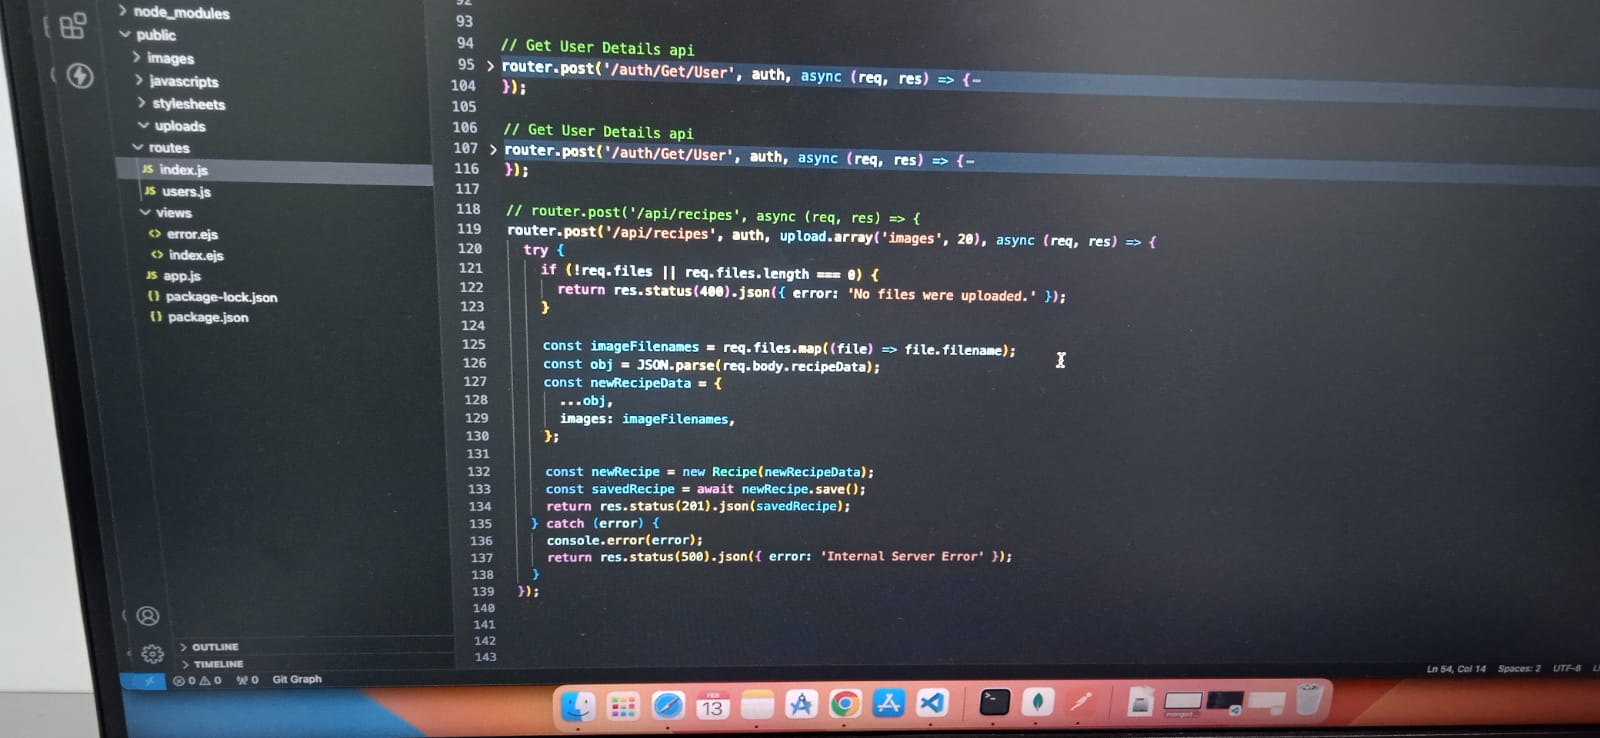 node_modules
public
images
javascripts
stylesheets
uploads
routes
JS index.js
JS users.js
views
<> error.ejs
<> index.ejs
JS app.js
{} package-lock.json
{} package.json
OUTLINE
TIMELINE
93
94 // Get User Details api
95 > router.post('/auth/Get/User', auth, async (req, res) => {…
104 });
105
106 // Get User Details api
107 > router.post('/auth/Get/User', auth, async (req, res) => {…
116 });
117
118 // router.post('/api/recipes', async (req, res) => {
119 router.post('/api/recipes', auth, upload.array('images', 20), async (req, res) => {
120 try {
121 if (!req.files || req.files.length === 0) {
122 return res.status(400).json({ error: 'No files were uploaded.' });
123 }
124
125 const imageFilenames = req.files.map((file) => file.filename);
126 const obj = JSON.parse(req.body.recipeData);
127 const newRecipeData = {
128 ...obj,
129 images: imageFilenames,
130 };
131
132 const newRecipe = new Recipe(newRecipeData);
133 const savedRecipe = await newRecipe.save();
134 return res.status(201).json(savedRecipe);
135 } catch (error) {
136 console.error(error);
137 return res.status(500).json({ error: 'Internal Server Error' });
138 }
139 });
140
141
142
143
0 0 0 Git Graph
Ln 54, Col 14 Spaces: 2 UTF-8
FEB
13